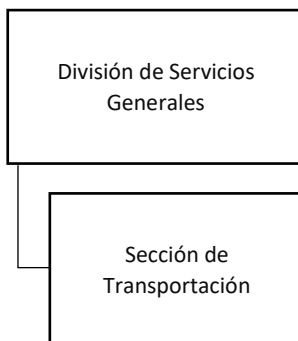 División de Servicios
Generales
Sección de
Transportación